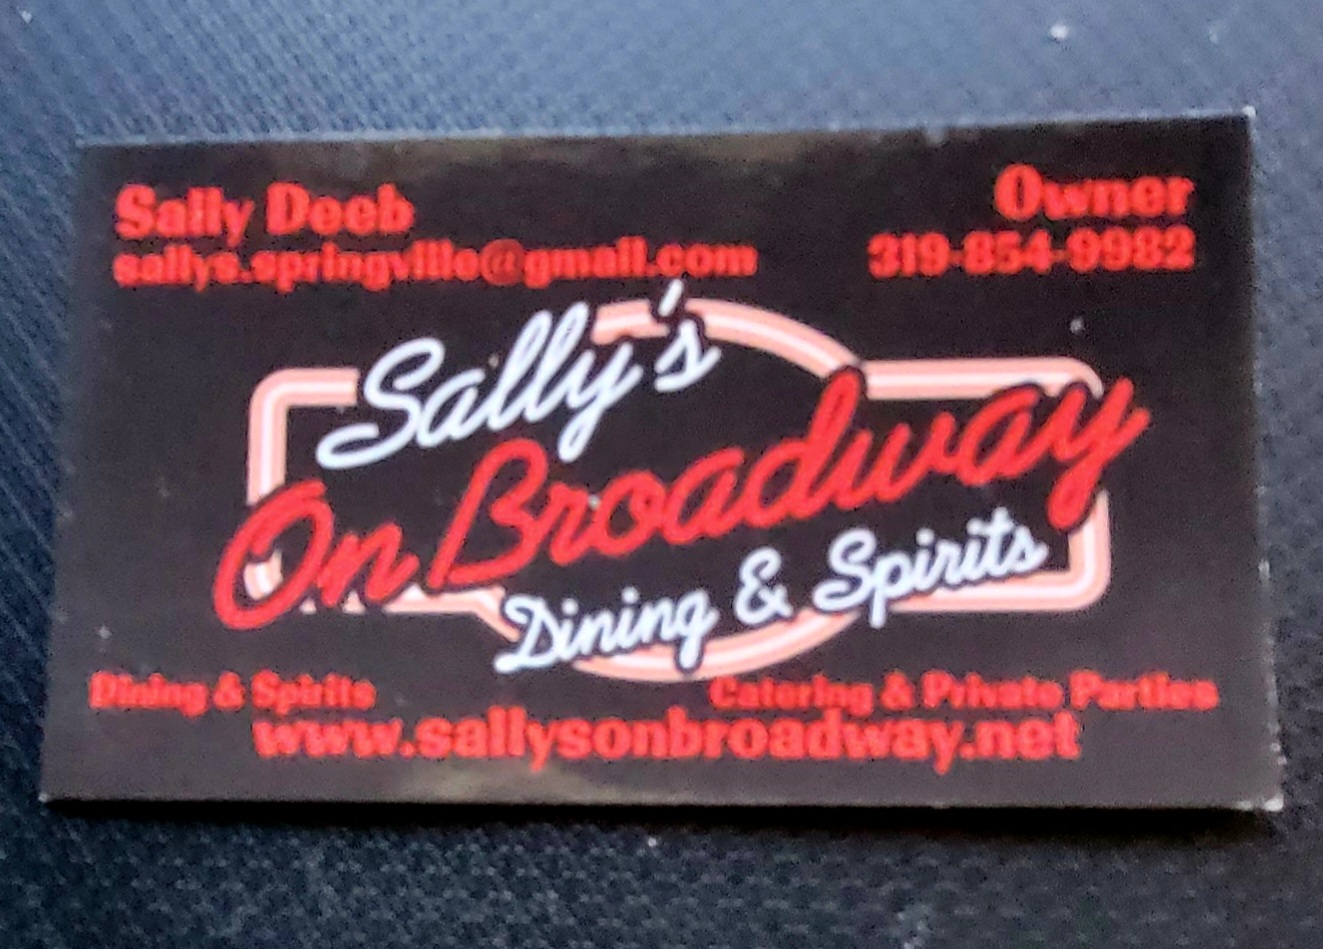 Sally Deeb
Owner
sallys.springville@gmail.com
319-854-9982
Sally's
On Broadway
Dining & Spirits
Dining & Spirits
Catering & Private Parties
www.sallysonbroadway.net